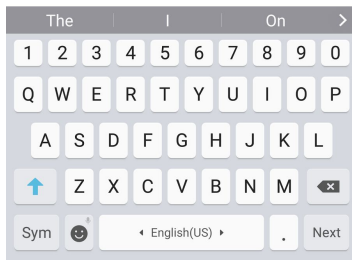 The I On
1 2 3 4 5 6 7 8 9 0
Q W E R T Y U I O P
A S D F G H J K L
Z X C V B N M
Sym English(US) . Next